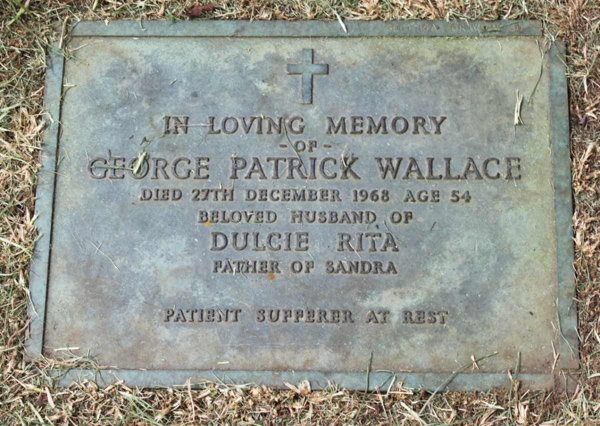 IN LOVING MEMORY
-OF-
GEORGE PATRICK WALLACE
DIED 27TH DECEMBER 1968 AGE 54
BELOVED HUSBAND OF
DULCIE RITA
FATHER OF SANDRA
PATIENT SUFFERER AT REST